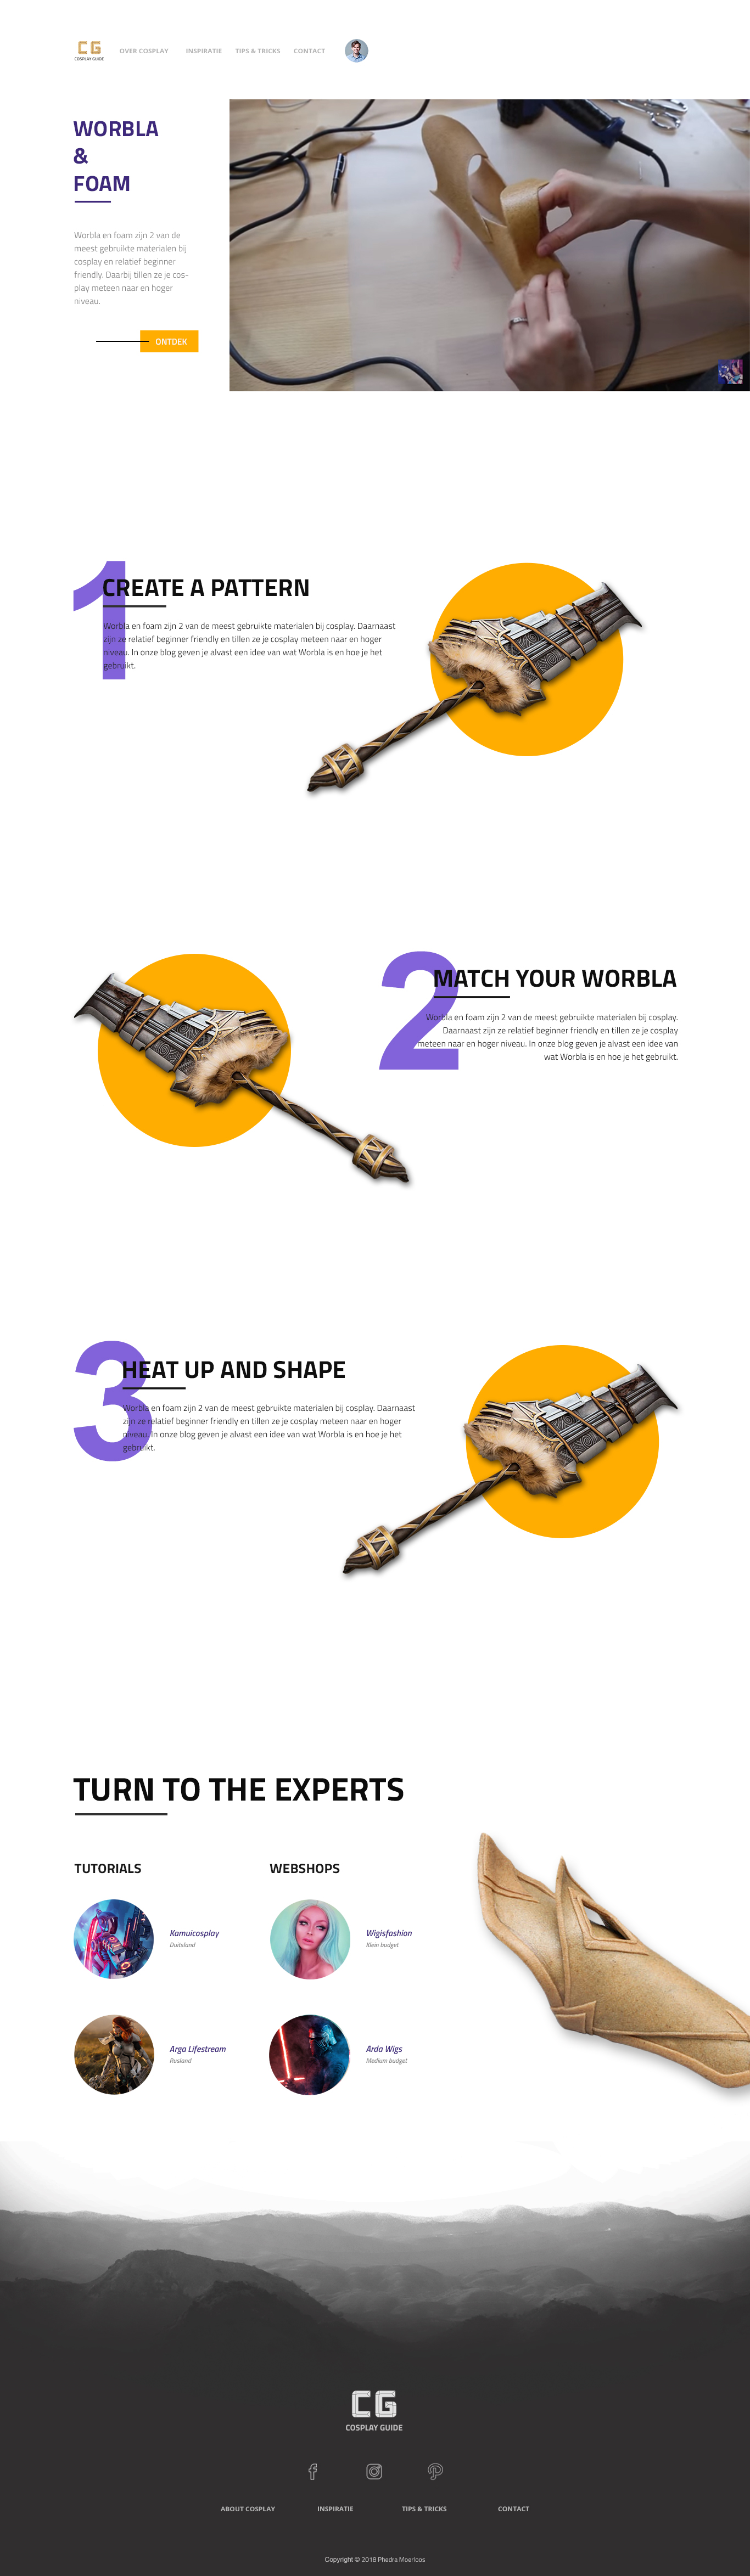 CG
COSPLAY GUIDE
OVER COSPLAY INSPIRATIE TIPS & TRICKS CONTACT
WORBLA
&
FOAM
Worbla en foam zijn 2 van de
meest gebruikte materialen bij
cosplay en relatief beginner
friendly. Daarbij tillen ze je cos-
play meteen naar en hoger
niveau.
ONTDEK
1
CREATE A PATTERN
Worbla en foam zijn 2 van de meest gebruikte materialen bij cosplay. Daarnaast
zijn ze relatief beginner friendly en tillen ze je cosplay meteen naar en hoger
niveau. In onze blog geven je alvast een idee van wat Worbla is en hoe je het
gebruikt.
2
MATCH YOUR WORBLA
Worbla en foam zijn 2 van de meest gebruikte materialen bij cosplay.
Daarnaast zijn ze relatief beginner friendly en tillen ze je cosplay
meteen naar en hoger niveau. In onze blog geven je alvast een idee van
wat Worbla is en hoe je het gebruikt.
3
HEAT UP AND SHAPE
Worbla en foam zijn 2 van de meest gebruikte materialen bij cosplay. Daarnaast
zijn ze relatief beginner friendly en tillen ze je cosplay meteen naar en hoger
niveau. In onze blog geven je alvast een idee van wat Worbla is en hoe je het
gebruikt.
TURN TO THE EXPERTS
TUTORIALS
Kamuicosplay
Duitsland
Arga Lifestream
Rusland
WEBSHOPS
Wigisfashion
Klein budget
Arda Wigs
Medium budget
CG
COSPLAY GUIDE
ABOUT COSPLAY INSPIRATIE TIPS & TRICKS CONTACT
Copyright © 2018 Phedra Moerloos